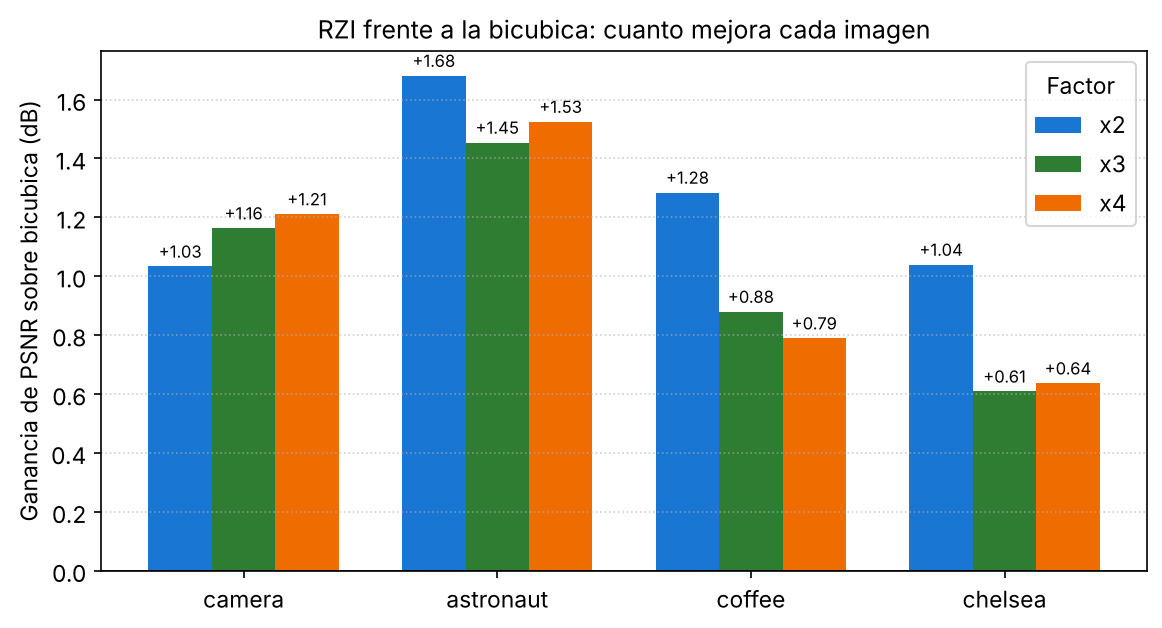 RZI frente a la bicubica: cuanto mejora cada imagen
Ganancia de PSNR sobre bicubica (dB)
1.6
1.4
1.2
1.0
0.8
0.6
0.4
0.2
0.0
+1.03
+1.16
+1.21
+1.68
+1.45
+1.53
+1.28
+0.88
+0.79
+1.04
+0.61
+0.64
Factor
x2
x3
x4
camera
astronaut
coffee
chelsea